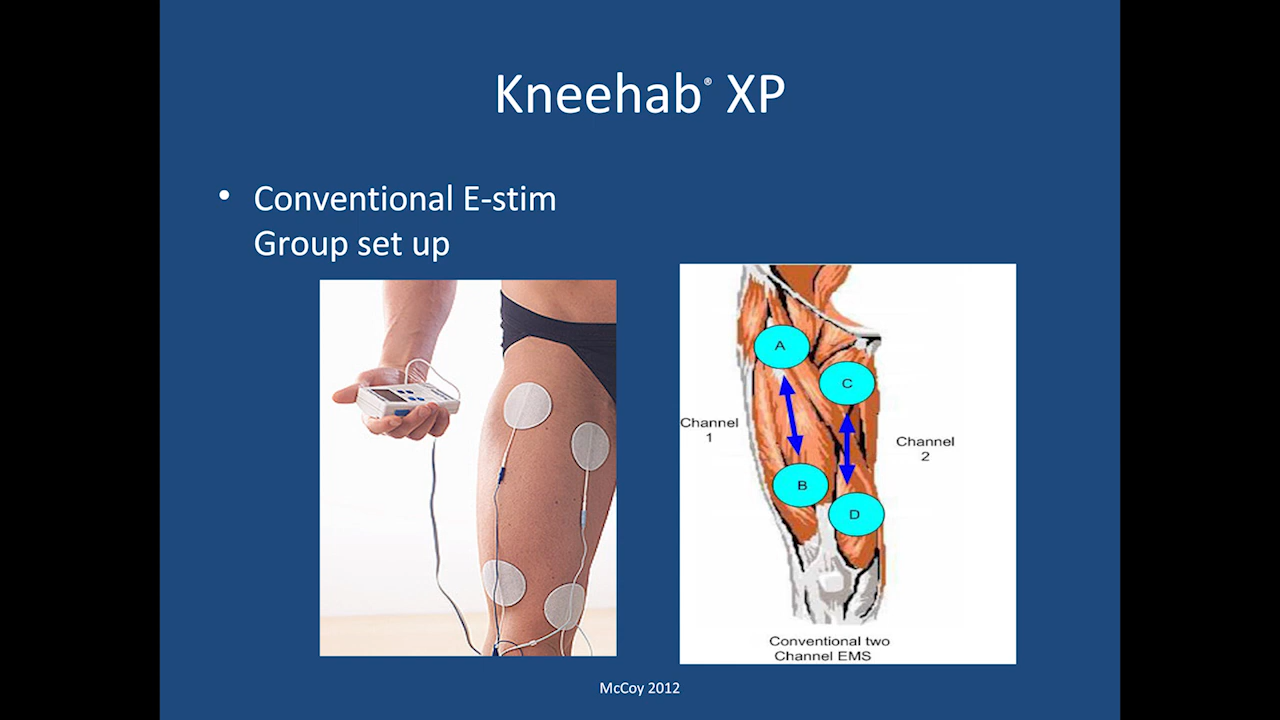 Kneehab® XP
• Conventional E-stim
Group set up
A
C
Channel
1
Channel
2
B
D
Conventional two
Channel EMS
McCoy 2012